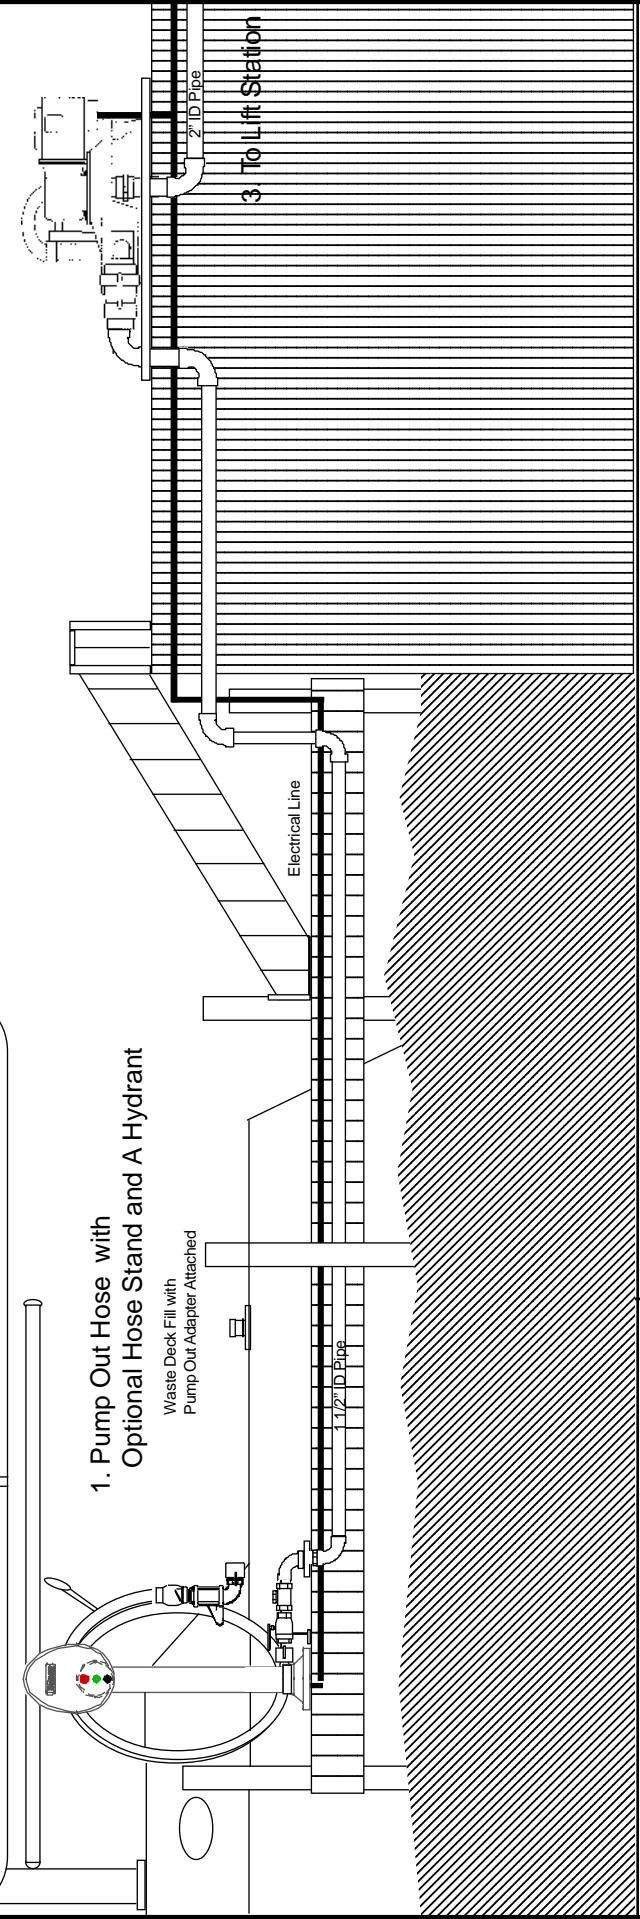 1. Pump Out Hose with
Optional Hose Stand and A Hydrant
Waste Deck Fill with
Pump Out Adapter Attached
1 1/2" ID Pipe
Electrical Line
2" ID Pipe
3. To Lift Station